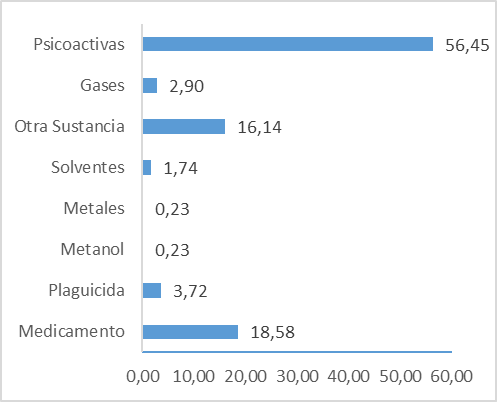 Psicoactivas 56,45
Gases 2,90
Otra Sustancia 16,14
Solventes 1,74
Metales 0,23
Metanol 0,23
Plaguicida 3,72
Medicamento 18,58
0,00 10,00 20,00 30,00 40,00 50,00 60,00